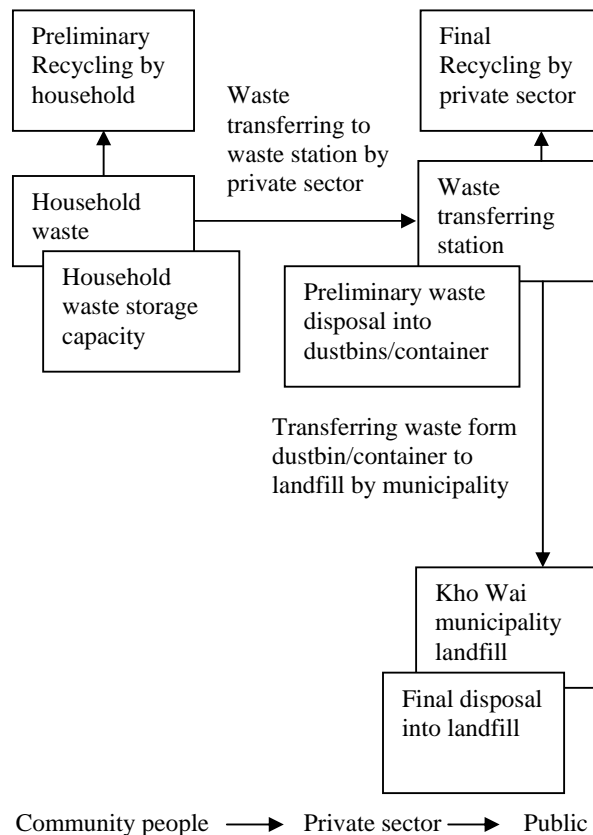 Preliminary
Recycling by
household
Final
Recycling by
private sector
Waste
transferring to
waste station by
private sector
Household
waste
Waste
transferring
station
Household
waste storage
capacity
Preliminary waste
disposal into
dustbins/container
Transferring waste form
dustbin/container to
landfill by municipality
Kho Wai
municipality
landfill
Final disposal
into landfill
Community people Private sector Public